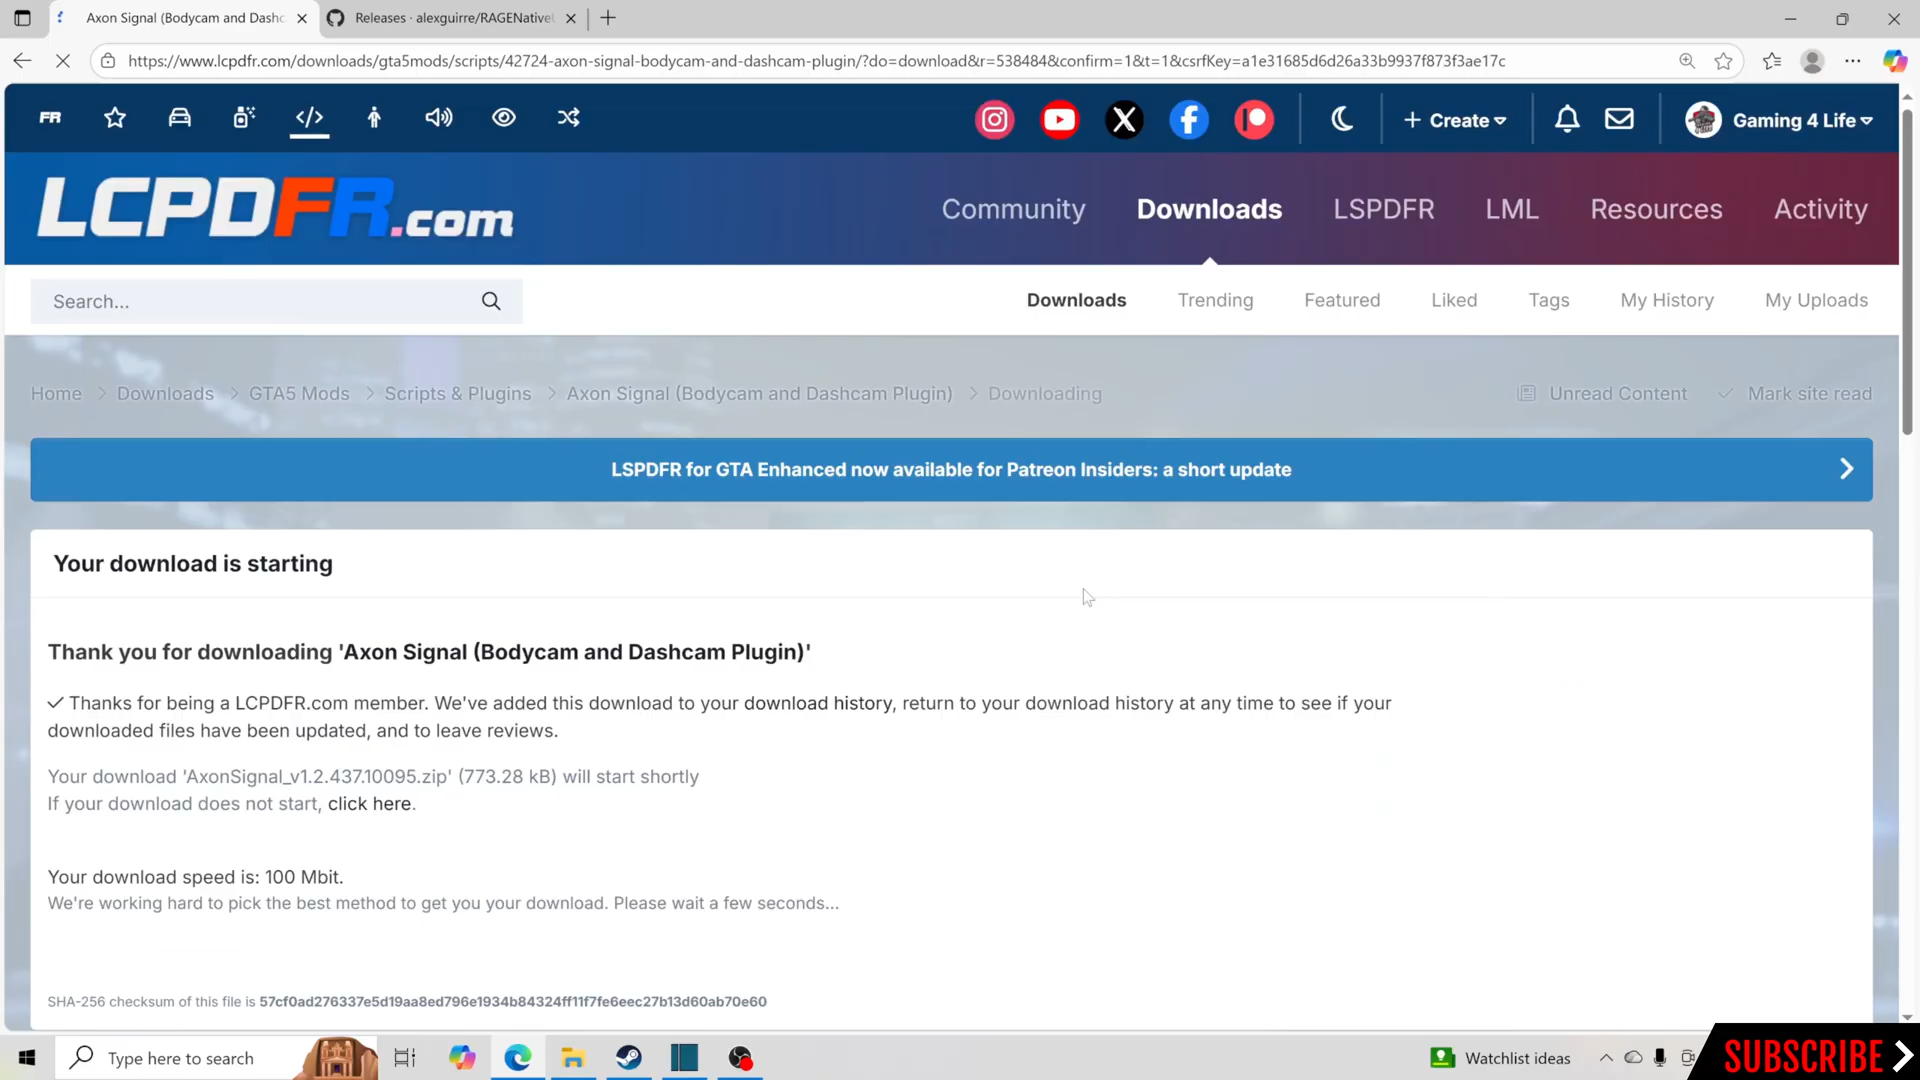 Axon Signal (Bodycam and Dashc
Releases · alexguirre/RAGENativeU
https://www.lcpdfr.com/downloads/gta5mods/scripts/42724-axon-signal-bodycam-and-dashcam-plugin/?do=download&r=538484&confirm=1&t=1&csrfKey=a1e31685d6d26a33b9937f873f3ae17c
FR
+ Create
Gaming 4 Life
LCPDFR.com
Community
Downloads
LSPDFR
LML
Resources
Activity
Search...
Downloads
Trending
Featured
Liked
Tags
My History
My Uploads
Home > Downloads > GTA5 Mods > Scripts & Plugins > Axon Signal (Bodycam and Dashcam Plugin) > Downloading
Unread Content
Mark site read
LSPDFR for GTA Enhanced now available for Patreon Insiders: a short update
Your download is starting
Thank you for downloading 'Axon Signal (Bodycam and Dashcam Plugin)'
✓ Thanks for being a LCPDFR.com member. We've added this download to your download history, return to your download history at any time to see if your
downloaded files have been updated, and to leave reviews.
Your download 'AxonSignal_v1.2.437.10095.zip' (773.28 kB) will start shortly
If your download does not start, click here.
Your download speed is: 100 Mbit.
We're working hard to pick the best method to get you your download. Please wait a few seconds...
SHA-256 checksum of this file is 57cf0ad276337e5d19aa8ed796e1934b84324ff11f7fe6eec27b13d60ab70e60
Type here to search
Watchlist ideas
SUBSCRIBE